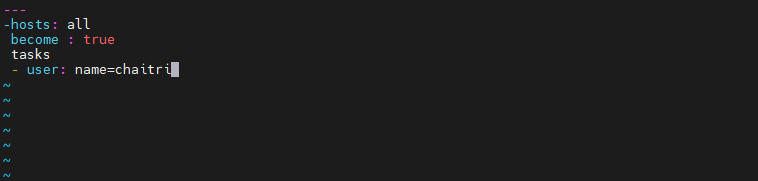 ---
-hosts: all
 become : true
 tasks
 - user: name=chaitri
~
~
~
~
~
~
~